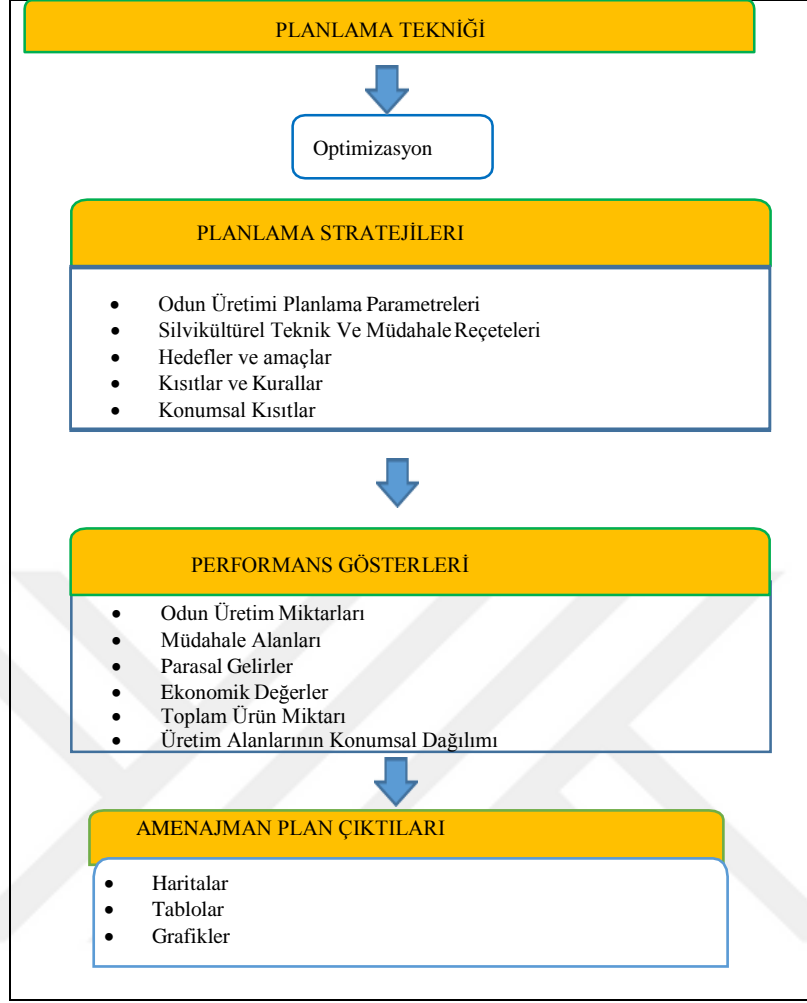 PLANLAMA TEKNİĞİ
Optimizasyon
PLANLAMA STRATEJİLERI
• Odun Üretimi Planlama Parametreleri
• Silvikültürel Teknik Ve Müdahale Reçeteleri
• Hedefler ve amaçlar
• Kısıtlar ve Kurallar
• Konumsal Kısıtlar
PERFORMANS GÖSTERLERİ
• Odun Üretim Miktarları
• Müdahale Alanları
• Parasal Gelirler
• Ekonomik Değerler
• Toplam Ürün Miktarı
• Üretim Alanlarının Konumsal Dağılımı
AMENAJMAN PLAN ÇIKTILARI
• Haritalar
• Tablolar
• Grafikler